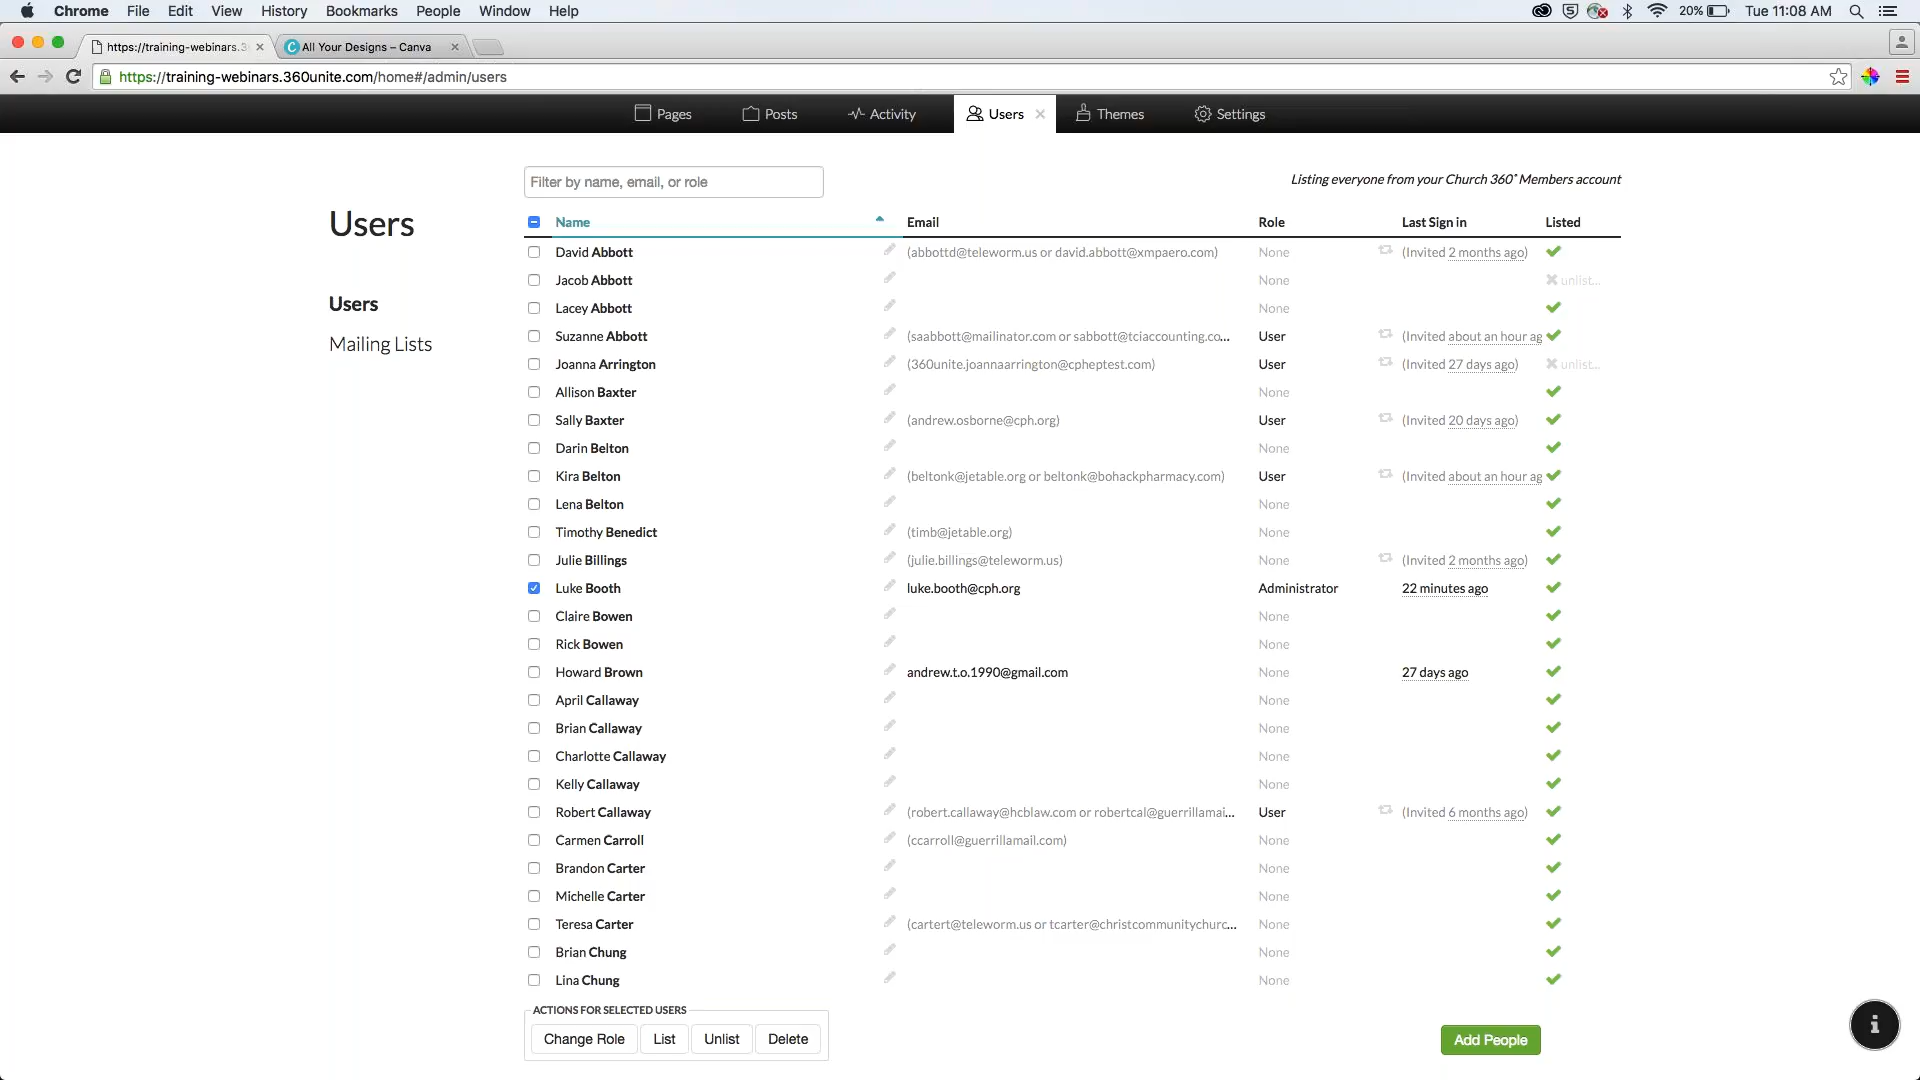 Chrome File Edit View History Bookmarks People Window Help 20% Tue 11:08 AM
https://training-webinars.3 All Your Designs – Canva
https://training-webinars.360unite.com/home#/admin/users
Pages Posts Activity Users Themes Settings
Filter by name, email, or role
Listing everyone from your Church 360° Members account
Users
Users
Mailing Lists
Name Email Role Last Sign in Listed
David Abbott (abbottd@teleworm.us or david.abbott@xmpaero.com) None (Invited 2 months ago)
Jacob Abbott None unlist...
Lacey Abbott None
Suzanne Abbott (saabbott@mailinator.com or sabbott@tciaccounting.co... User (Invited about an hour ag
Joanna Arrington (360unite.joannaarrington@cpheptest.com) User (Invited 27 days ago) unlist...
Allison Baxter None
Sally Baxter (andrew.osborne@cph.org) User (Invited 20 days ago)
Darin Belton None
Kira Belton (beltonk@jetable.org or beltonk@bohackpharmacy.com) User (Invited about an hour ag
Lena Belton None
Timothy Benedict (timb@jetable.org) None
Julie Billings (julie.billings@teleworm.us) None (Invited 2 months ago)
Luke Booth luke.booth@cph.org Administrator 22 minutes ago
Claire Bowen None
Rick Bowen None
Howard Brown andrew.t.o.1990@gmail.com None 27 days ago
April Callaway None
Brian Callaway None
Charlotte Callaway None
Kelly Callaway None
Robert Callaway (robert.callaway@hcblaw.com or robertcal@guerrillamai... User (Invited 6 months ago)
Carmen Carroll (ccarroll@guerrillamail.com) None
Brandon Carter None
Michelle Carter None
Teresa Carter (cartert@teleworm.us or tcarter@christcommunitychurc... None
Brian Chung None
Lina Chung None
ACTIONS FOR SELECTED USERS
Change Role List Unlist Delete
Add People